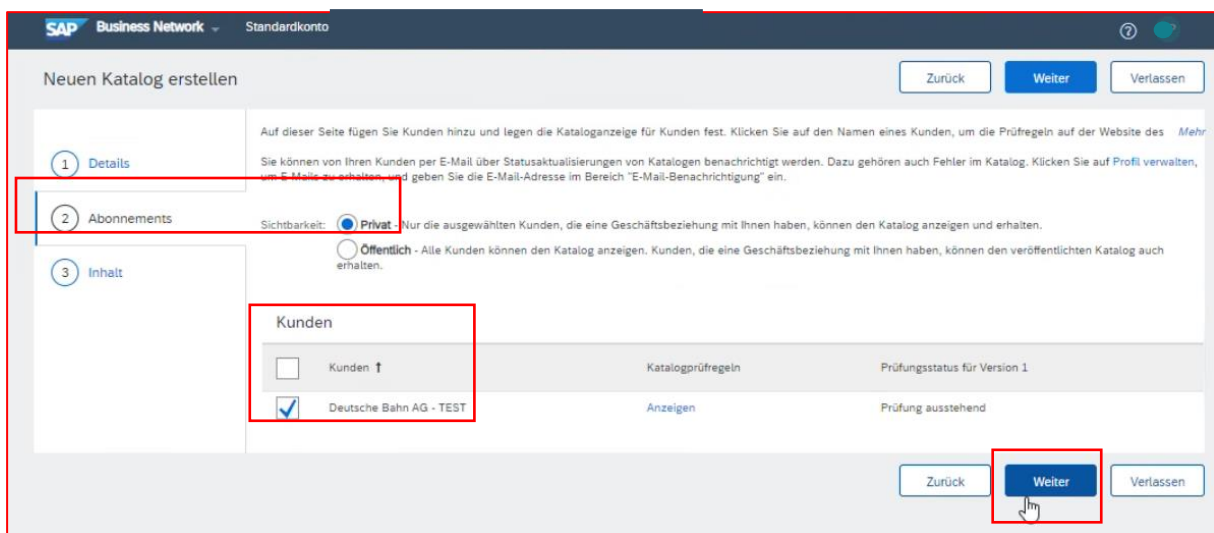 SAP Business Network Standardkonto
Neuen Katalog erstellen
Zurück Weiter Verlassen
Auf dieser Seite fügen Sie Kunden hinzu und legen die Kataloganzeige für Kunden fest. Klicken Sie auf den Namen eines Kunden, um die Prüfregeln auf der Website des Mehr
1 Details
Sie können von Ihren Kunden per E-Mail über Statusaktualisierungen von Katalogen benachrichtigt werden. Dazu gehören auch Fehler im Katalog. Klicken Sie auf Profil verwalten,
um E-Mails zu erhalten, und geben Sie die E-Mail-Adresse im Bereich "E-Mail-Benachrichtigung" ein.
2 Abonnements
Sichtbarkeit: Privat - Nur die ausgewählten Kunden, die eine Geschäftsbeziehung mit Ihnen haben, können den Katalog anzeigen und erhalten.
Öffentlich - Alle Kunden können den Katalog anzeigen. Kunden, die eine Geschäftsbeziehung mit Ihnen haben, können den veröffentlichten Katalog auch
erhalten.
3 Inhalt
Kunden
Kunden ↑ Katalogprüfregeln Prüfungsstatus für Version 1
Deutsche Bahn AG - TEST Anzeigen Prüfung ausstehend
Zurück Weiter Verlassen